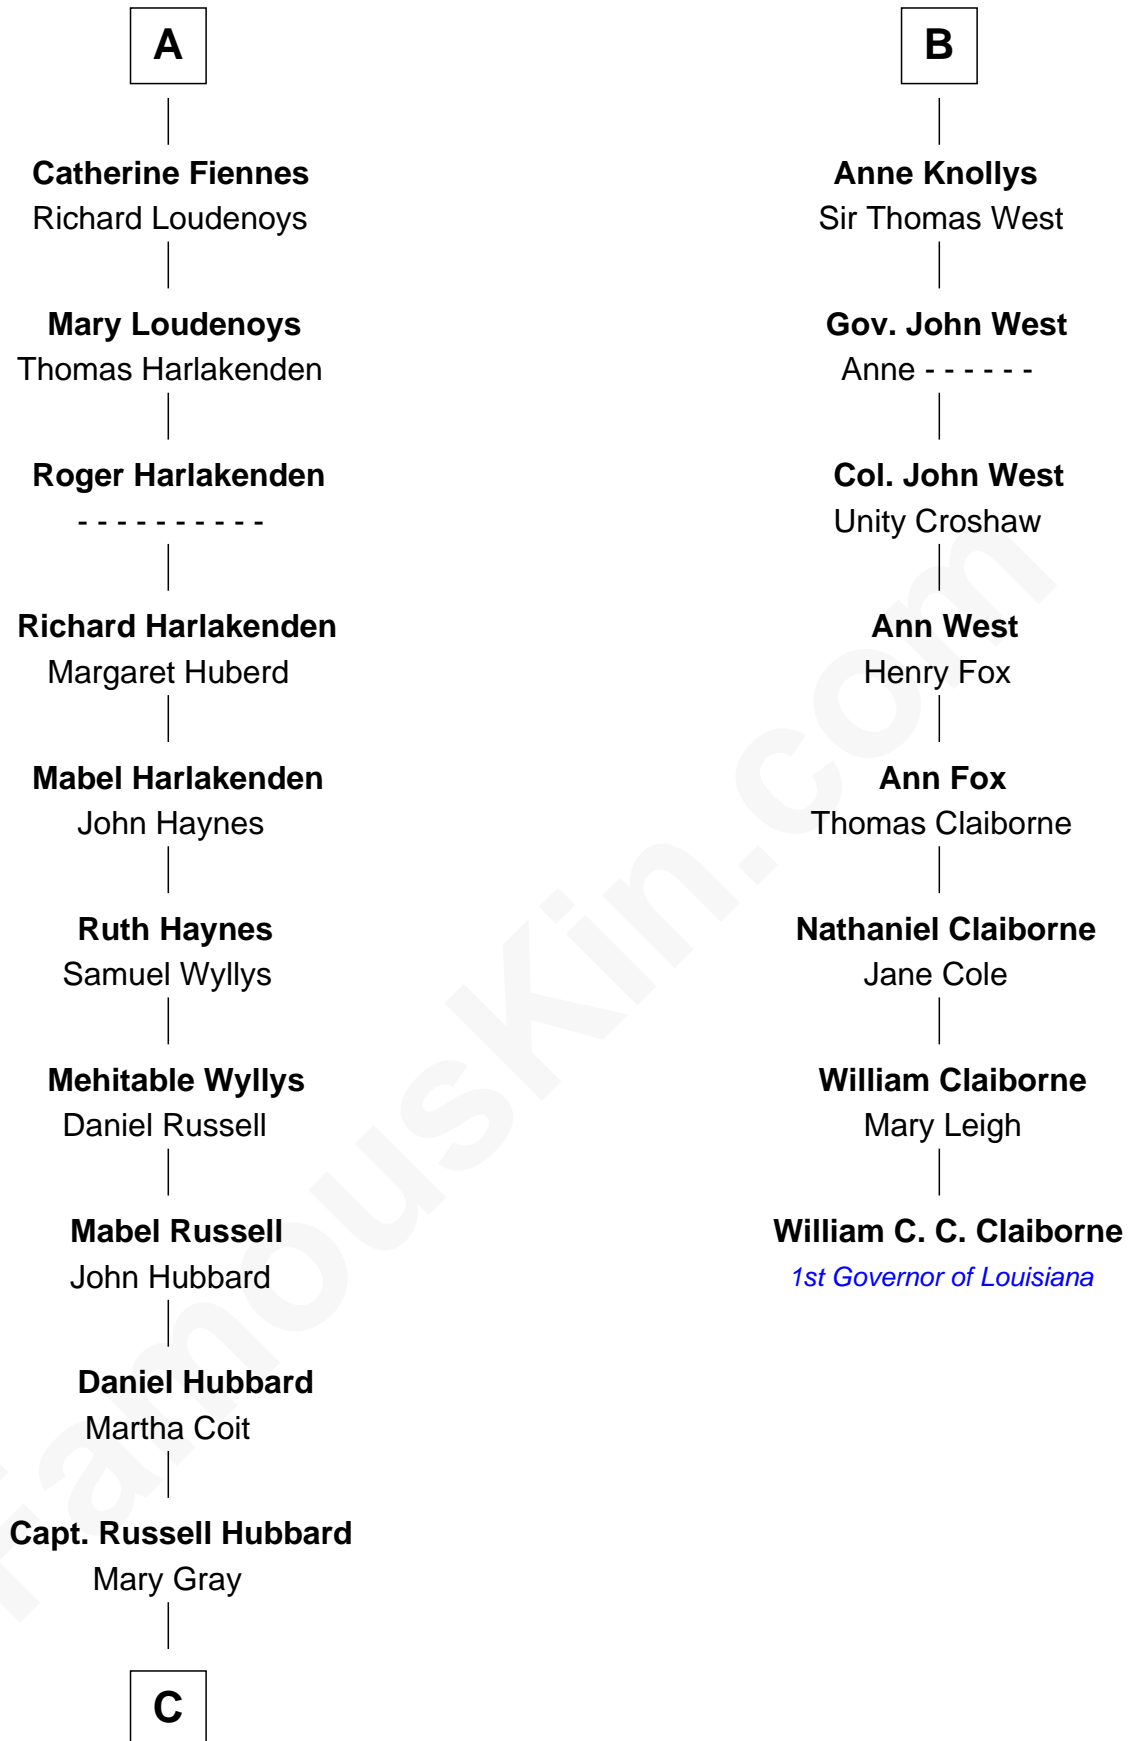 A
Catherine Fiennes
Richard Loudenoys
Mary Loudenoys
Thomas Harlakenden
Roger Harlakenden
- - - - - - - - - -
Richard Harlakenden
Margaret Huberd
Mabel Harlakenden
John Haynes
Ruth Haynes
Samuel Wyllys
Mehitable Wyllys
Daniel Russell
Mabel Russell
John Hubbard
Daniel Hubbard
Martha Coit
Capt. Russell Hubbard
Mary Gray
C
B
Anne Knollys
Sir Thomas West
Gov. John West
Anne - - - - - -
Col. John West
Unity Croshaw
Ann West
Henry Fox
Ann Fox
Thomas Claiborne
Nathaniel Claiborne
Jane Cole
William Claiborne
Mary Leigh
William C. C. Claiborne
1st Governor of Louisiana
FamousKin.com